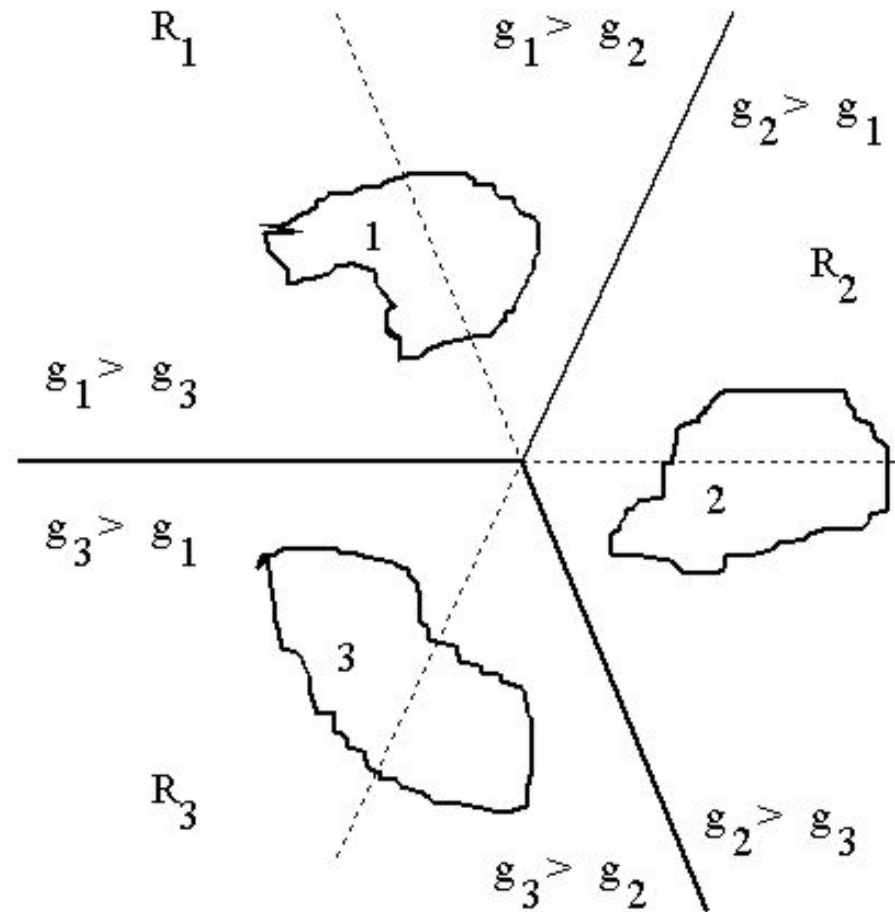 R₁
g₁ > g₂
g₂ > g₁
1
R₂
g₁ > g₃
2
g₃ > g₁
3
R₃
g₂ > g₃
g₃ > g₂